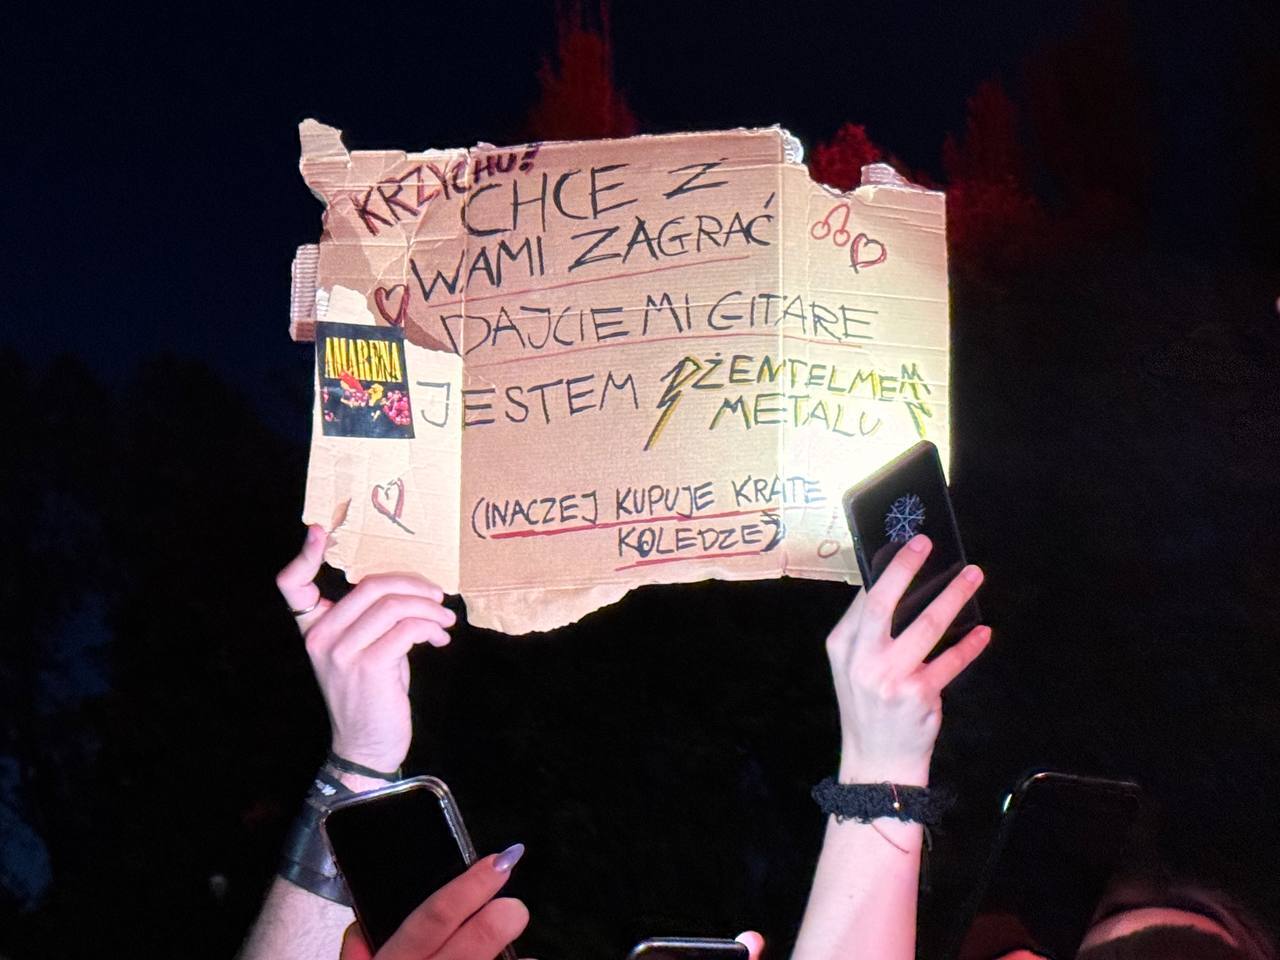 KRZYCHU!
CHCE Z
WAMI ZAGRAĆ
DAJCIE MI GITARE
AMARENA
JESTEM DŻENTELMEM
METALU
(INACZEJ KUPUJE KRATE
KOLEDZE)